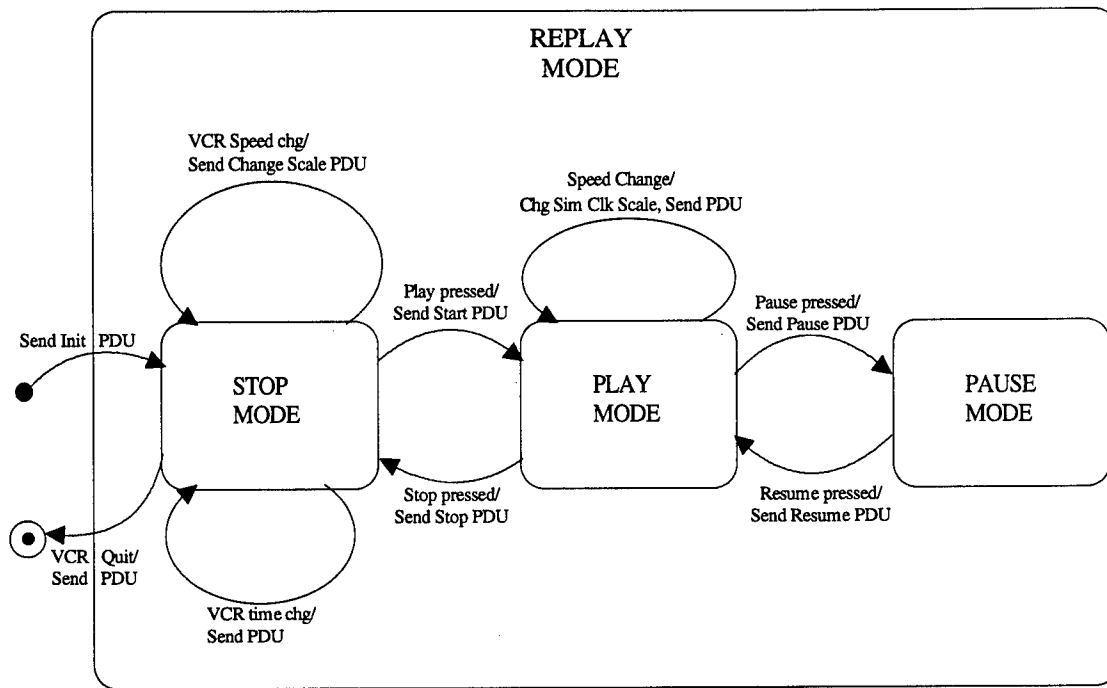 REPLAY
MODE
VCR Speed chg/
Send Change Scale PDU
Speed Change/
Chg Sim Clk Scale, Send PDU
Play pressed/
Send Start PDU
Pause pressed/
Send Pause PDU
Send Init PDU
STOP
MODE
PLAY
MODE
PAUSE
MODE
Stop pressed/
Send Stop PDU
Resume pressed/
Send Resume PDU
VCR Quit/
Send PDU
VCR time chg/
Send PDU